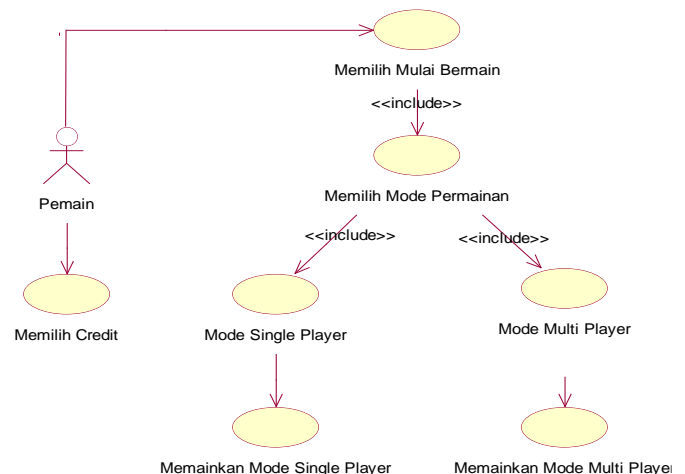 Memilih Mulai Bermain
<<include>>
Pemain
Memilih Mode Permainan
<<include>>
<<include>>
Memilih Credit
Mode Single Player
Mode Multi Player
Memainkan Mode Single Player
Memainkan Mode Multi Player